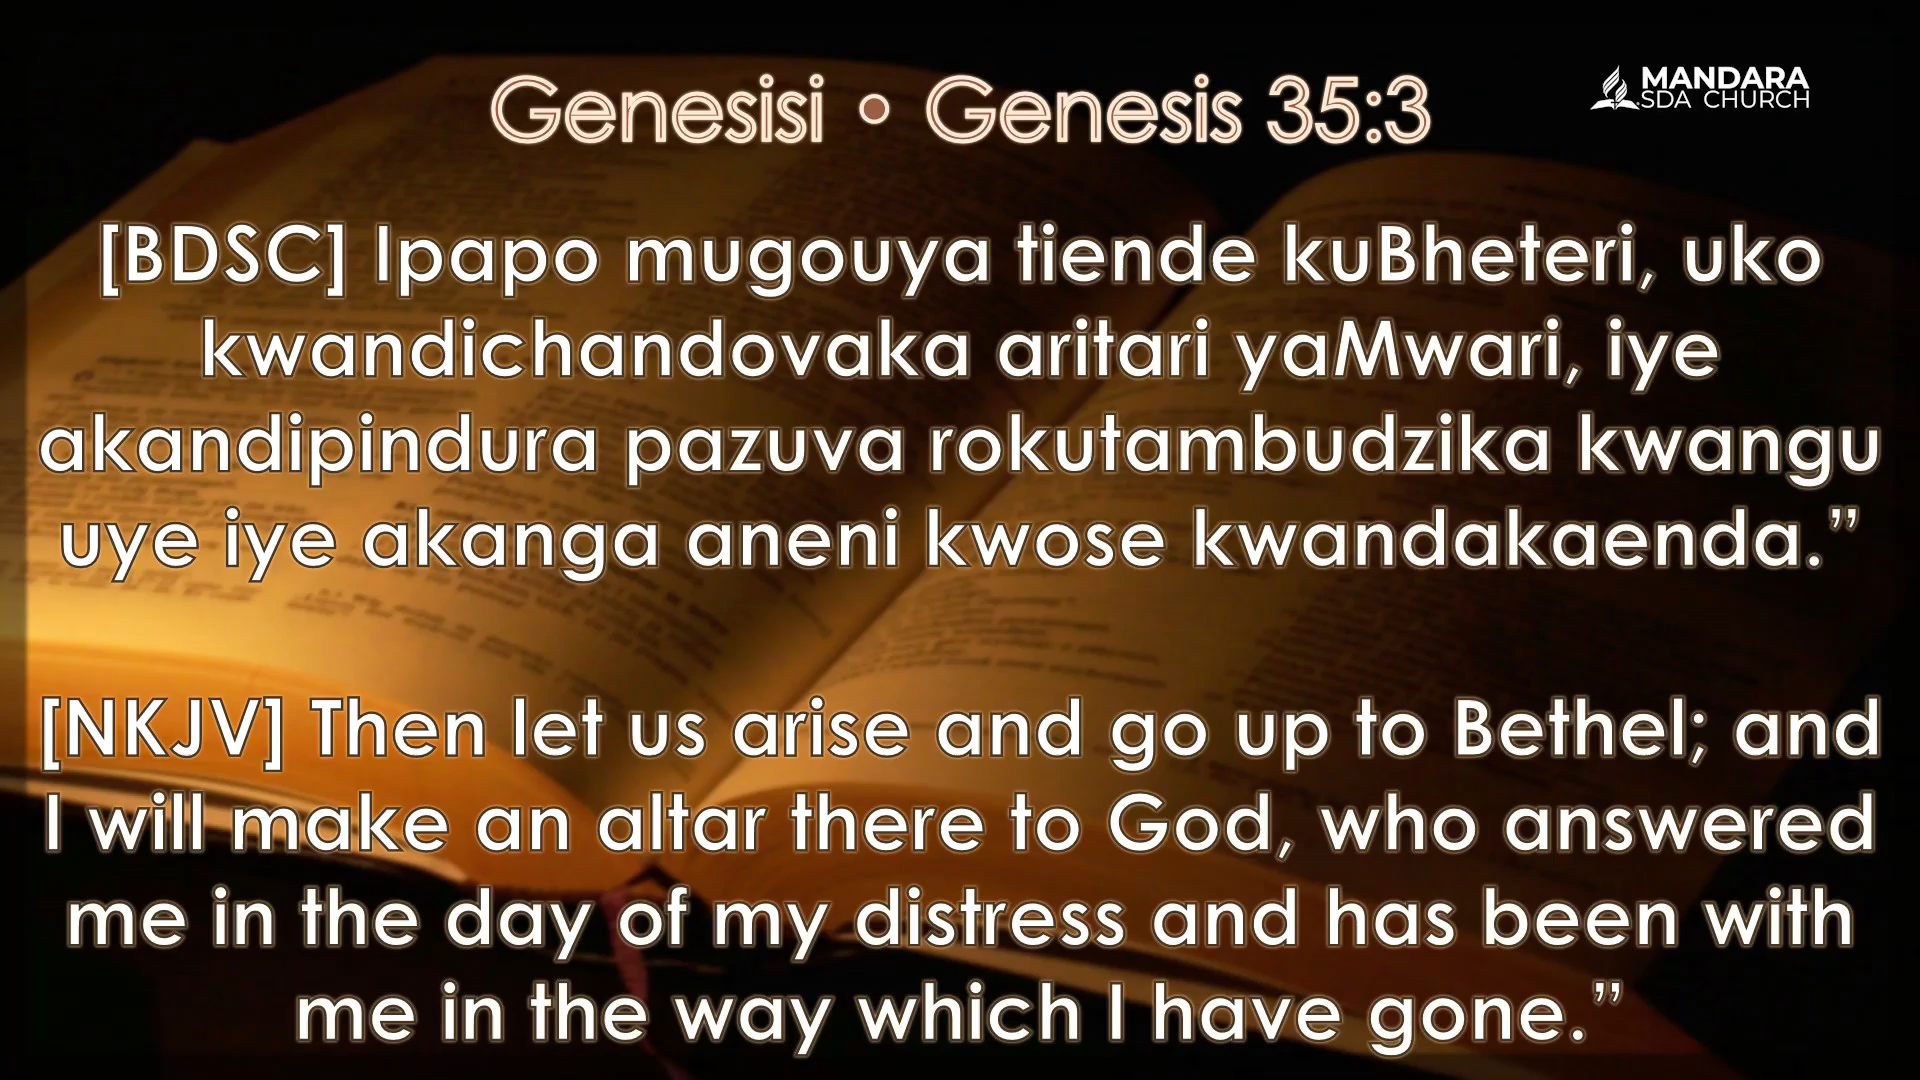 Genesisi • Genesis 35:3
MANDARA
SDA CHURCH
[BDSC] Ipapo mugouya tiende kuBheteri, uko
kwandichandovaka aritari yaMwari, iye
akandipindura pazuva rokutambudzika kwangu
uye iye akanga aneni kwose kwandakaenda.”
[NKJV] Then let us arise and go up to Bethel; and
I will make an altar there to God, who answered
me in the day of my distress and has been with
me in the way which I have gone.”